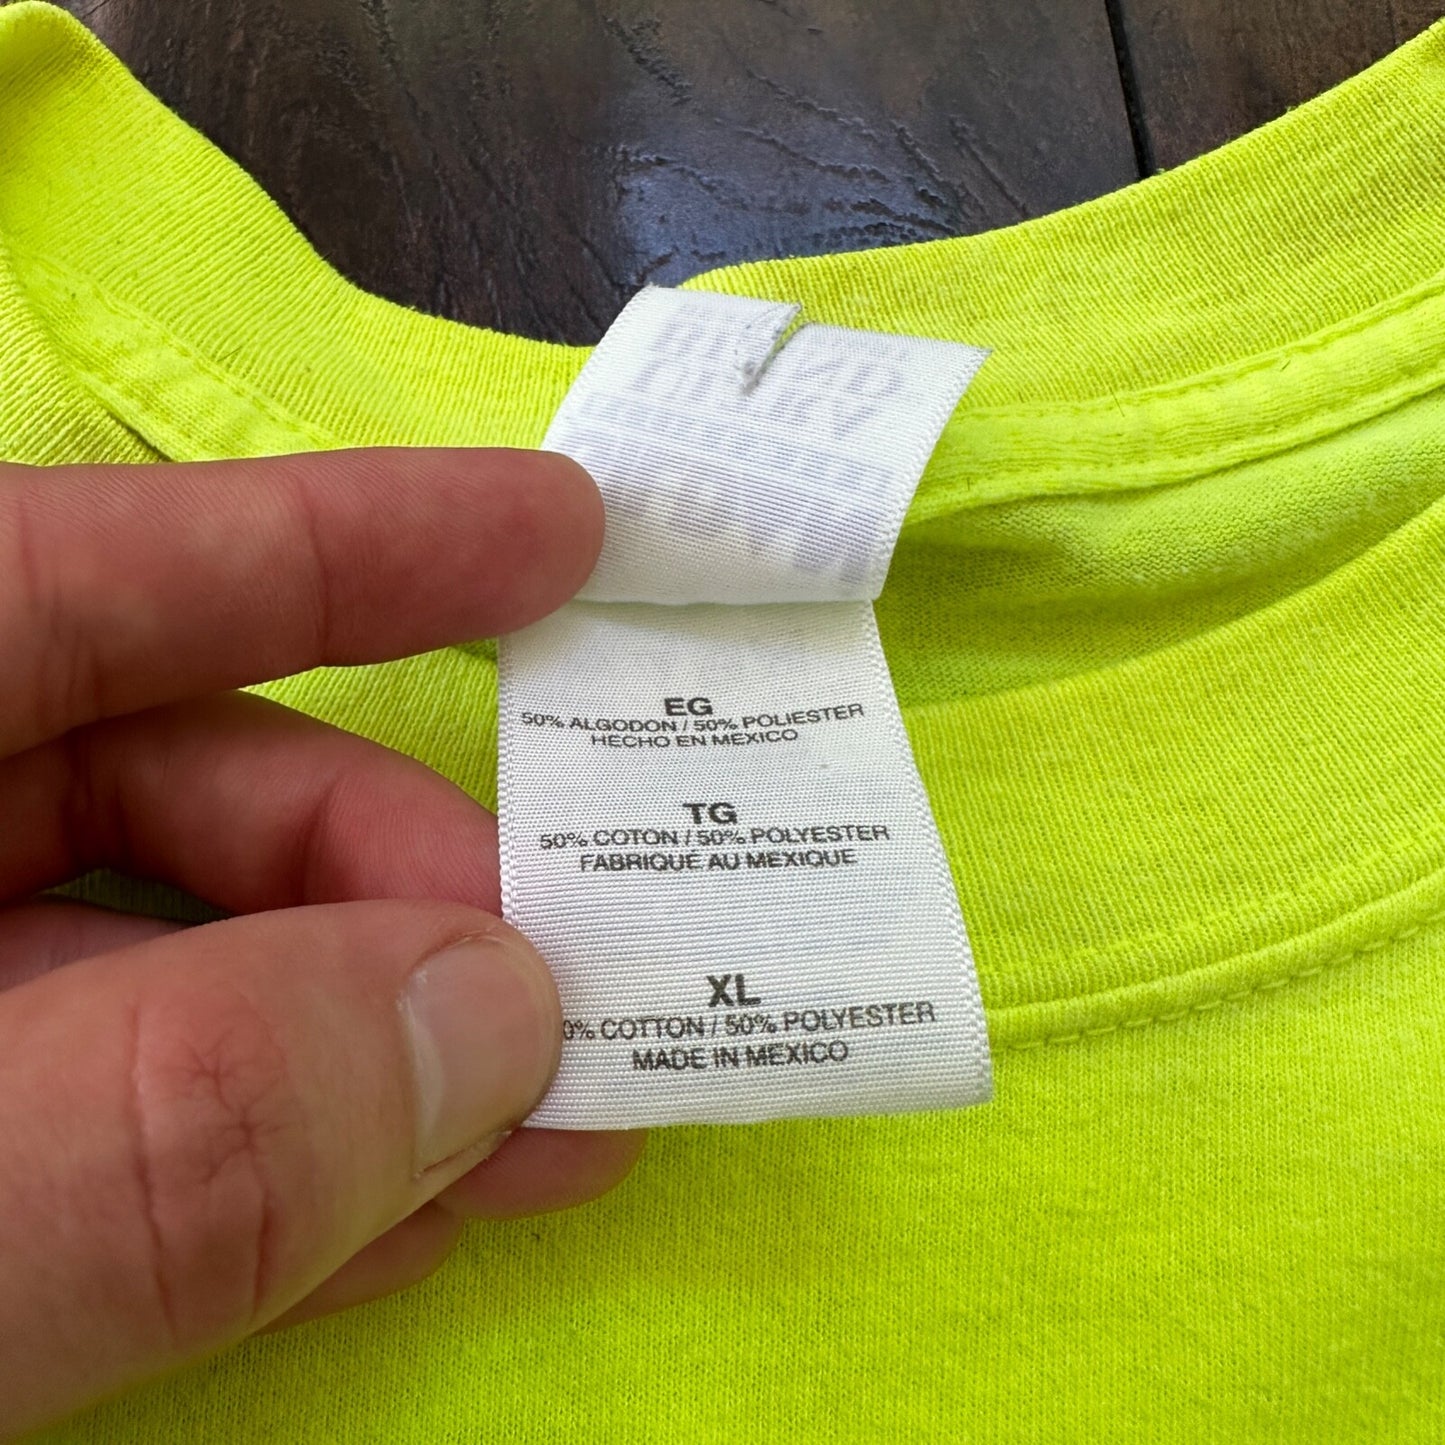 EG
50% ALGODON / 50% POLIESTER
HECHO EN MEXICO
TG
50% COTON / 50% POLYESTER
FABRIQUE AU MEXIQUE
XL
0% COTTON / 50% POLYESTER
MADE IN MEXICO